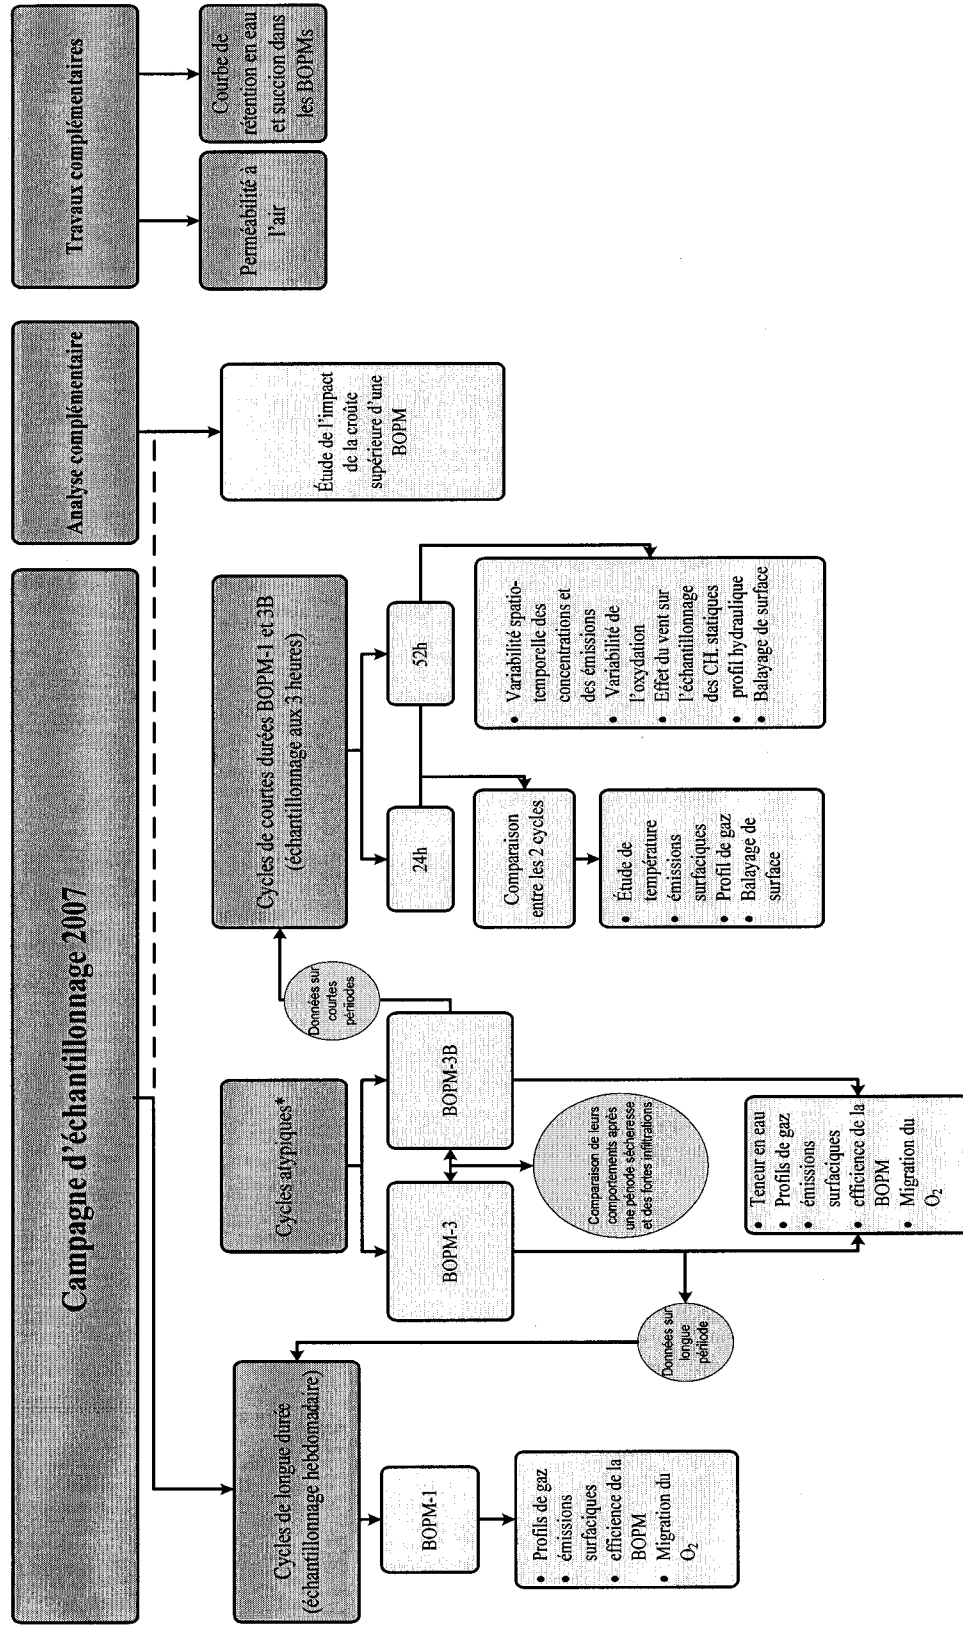 Campagne d'échantillonnage 2007
Analyse complémentaire
Travaux complémentaires
Cycles de longue durée
(échantillonnage hebdomadaire)
BOPM-1
• Profils de gaz
• émissions
surfaciques
• efficience de la
BOPM
• Migration du
O₂
Cycles atypiques*
BOPM-3
BOPM-3B
Comparaison de leurs
comportements après
une période sécheresse
et des fortes infiltrations
Données sur
longue
période
Données sur
courtes
périodes
• Teneur en eau
• Profils de gaz
• émissions
surfaciques
• efficience de la
BOPM
• Migration du
O₂
Cycles de courtes durées BOPM-1 et 3B
(échantillonnage aux 3 heures)
24h
52h
Comparaison
entre les 2 cycles
• Étude de
température
• émissions
surfaciques
• Profil de gaz
• Balayage de
surface
• Variabilité spatio-
temporelle des
concentrations et
des émissions
• Variabilité de
l'oxydation
• Effet du vent sur
l'échantillonnage
des CH. statiques
• profil hydraulique
• Balayage de surface
Étude de l'impact
de la croûte
supérieure d'une
BOPM
Perméabilité à
l'air
Courbe de
rétention en eau
et succion dans
les BOPMs